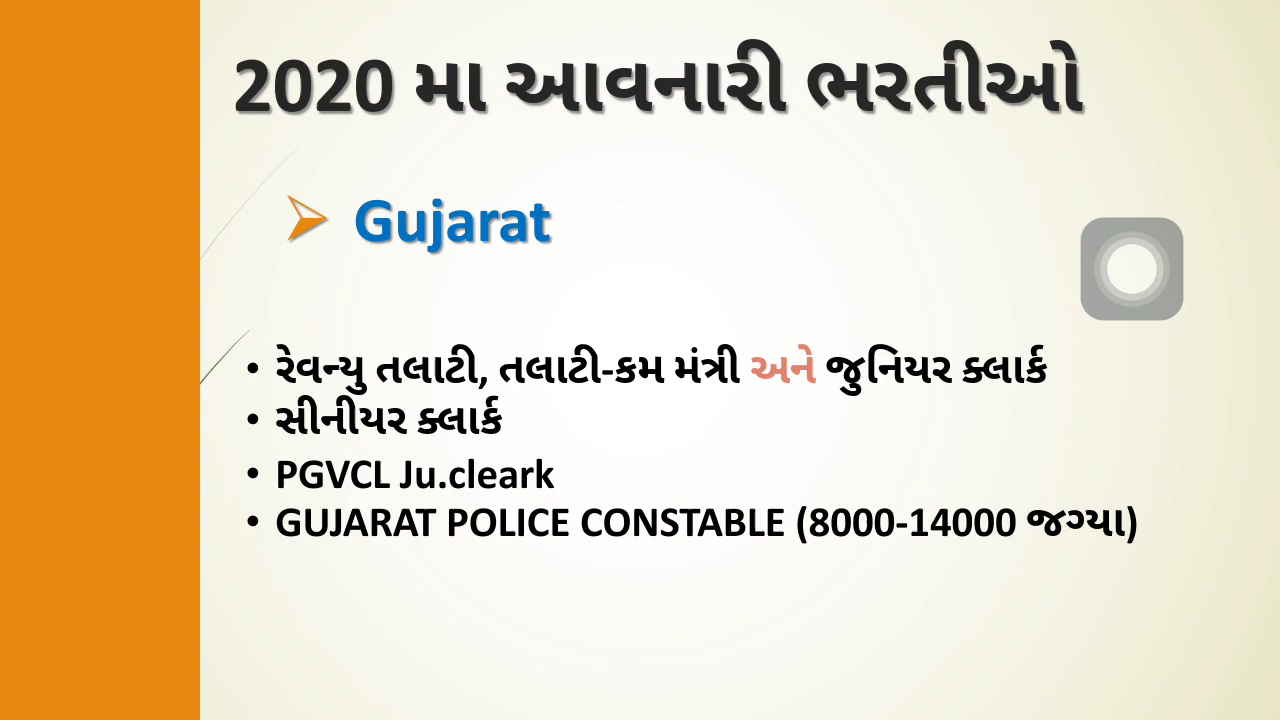 2020 મા આવનારી ભરતીઓ
Gujarat
• રેવન્યુ તલાટી, તલાટી-કમ મંત્રી અને જુનિયર ક્લાર્ક
• સીનીયર ક્લાર્ક
• PGVCL Ju.cleark
• GUJARAT POLICE CONSTABLE (8000-14000 જગ્યા)